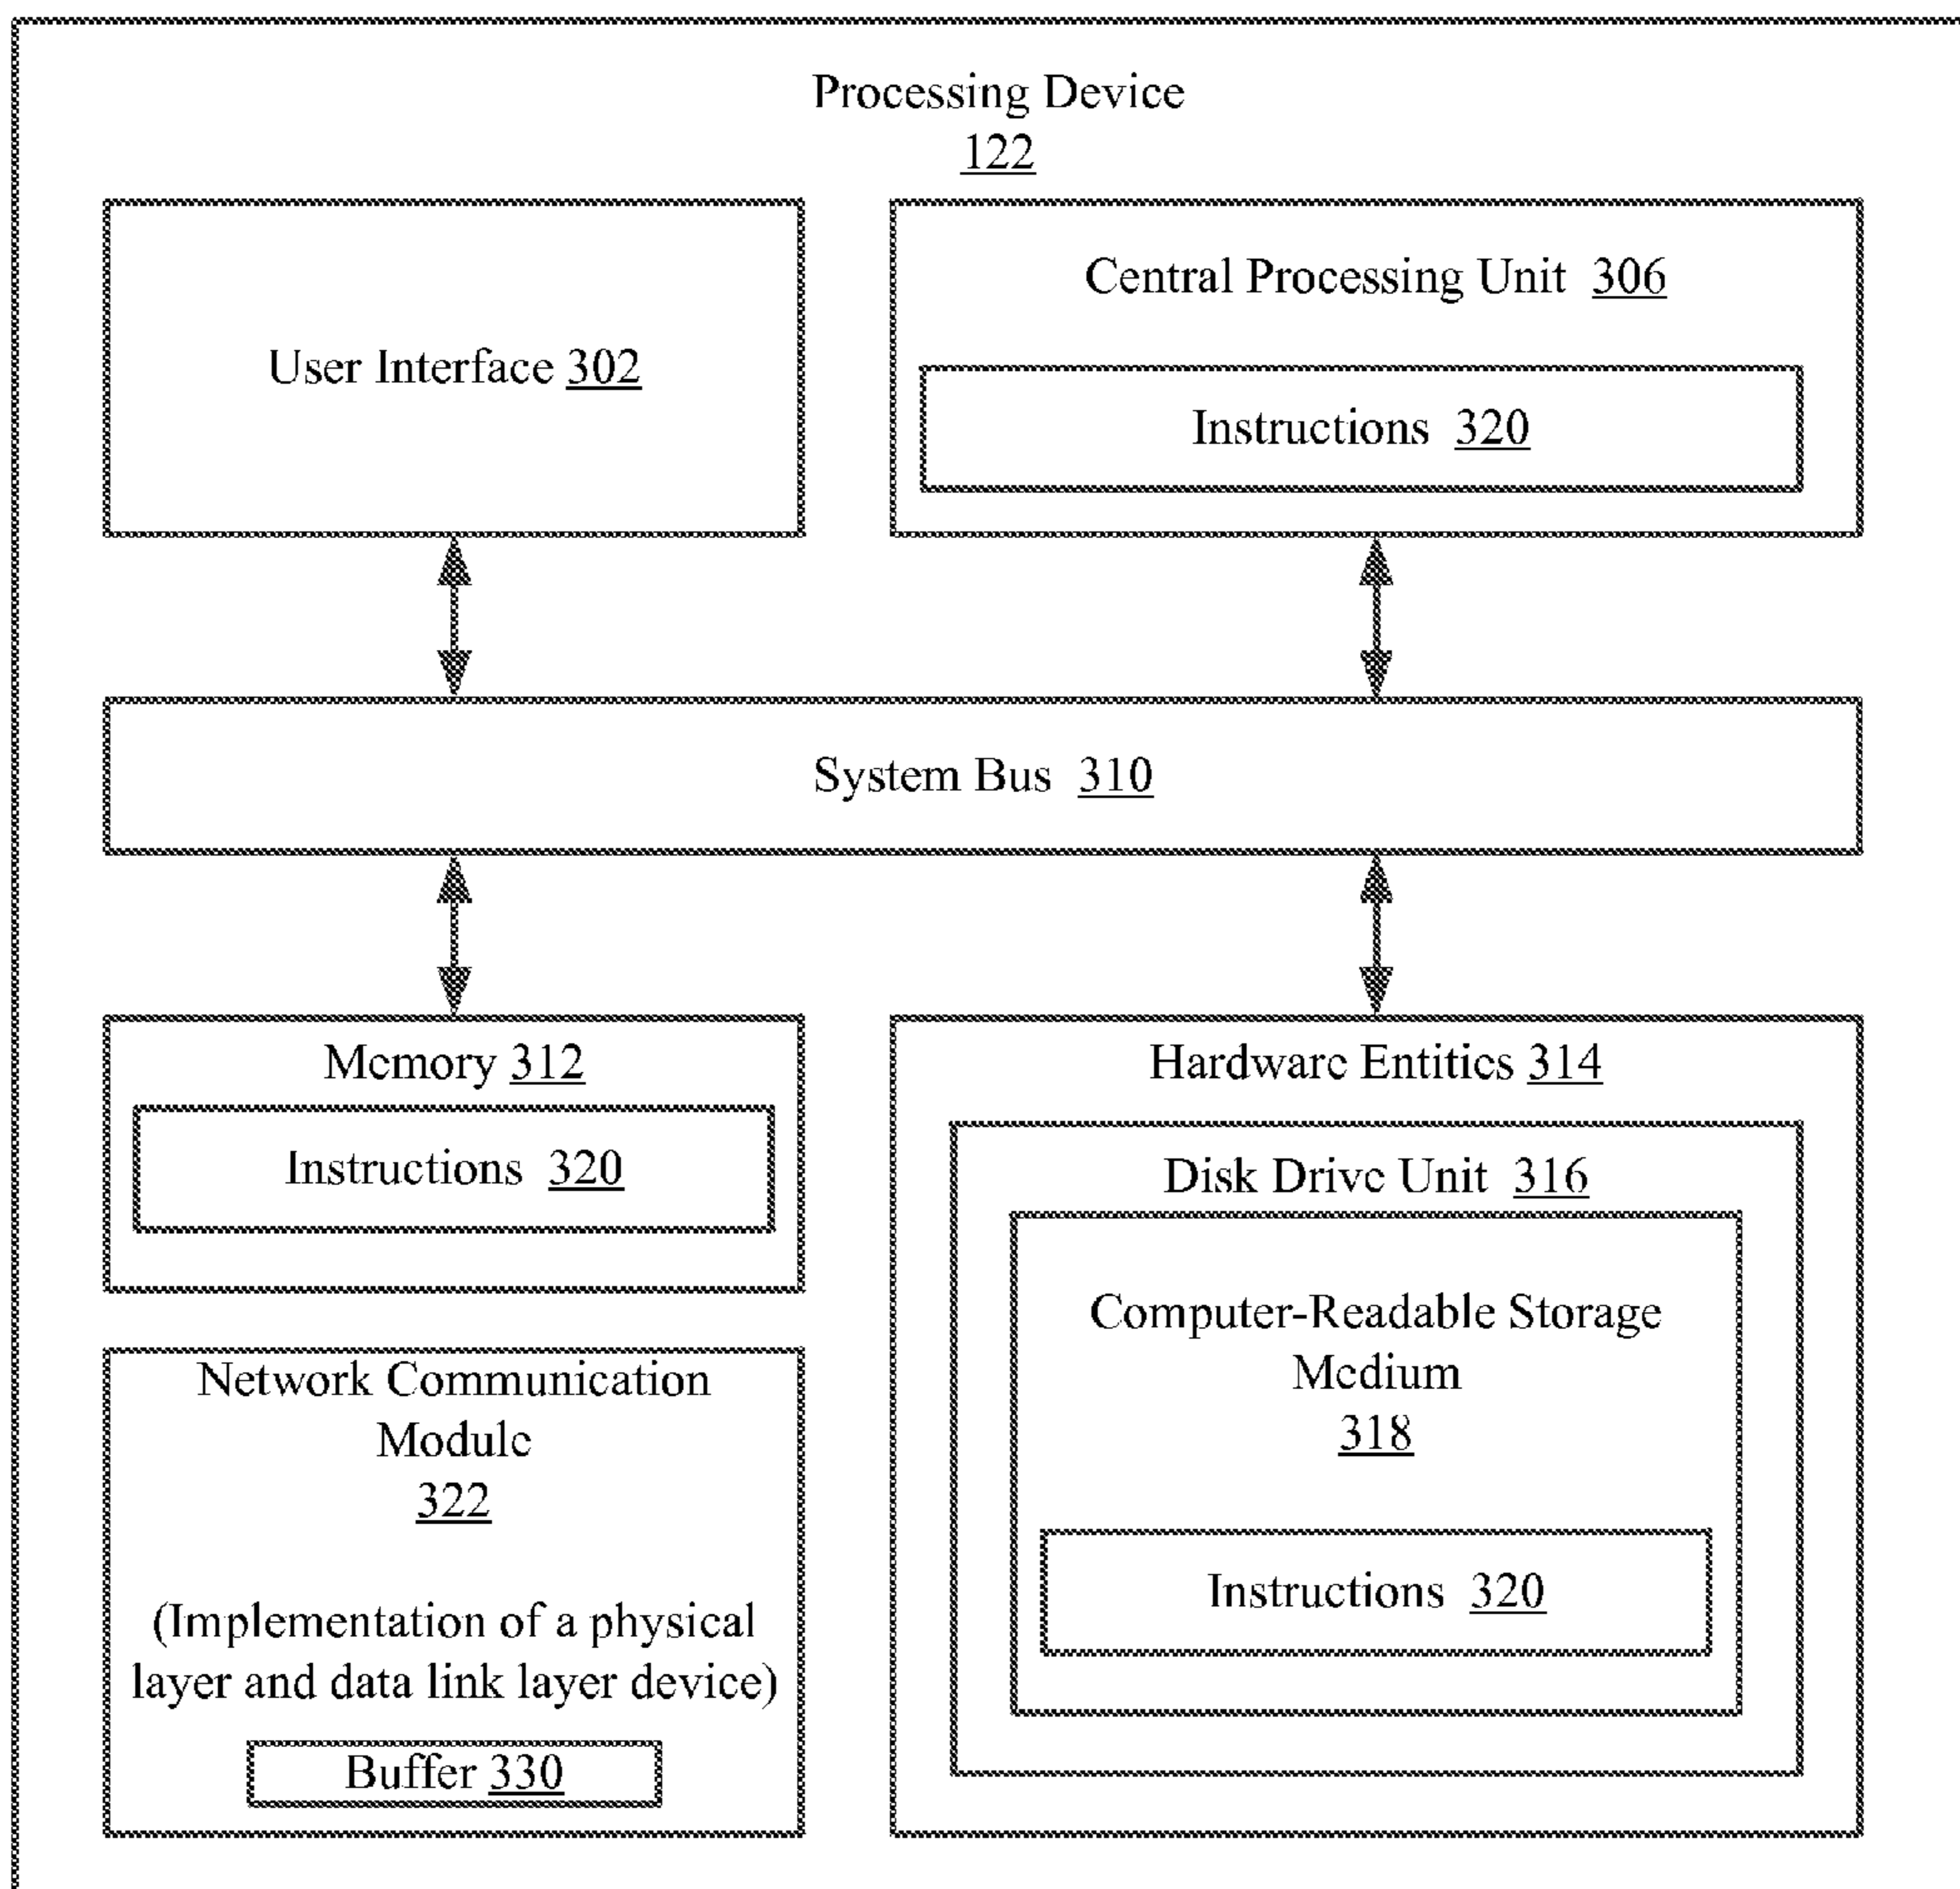 Processing Device
122
User Interface 302
Central Processing Unit 306
Instructions 320
System Bus 310
Memory 312
Instructions 320
Hardware Entities 314
Disk Drive Unit 316
Computer-Readable Storage
Medium
318
Instructions 320
Network Communication
Module
322
(Implementation of a physical
layer and data link layer device)
Buffer 330